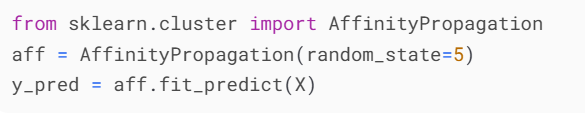 from sklearn.cluster import AffinityPropagation
aff = AffinityPropagation(random_state=5)
y_pred = aff.fit_predict(X)